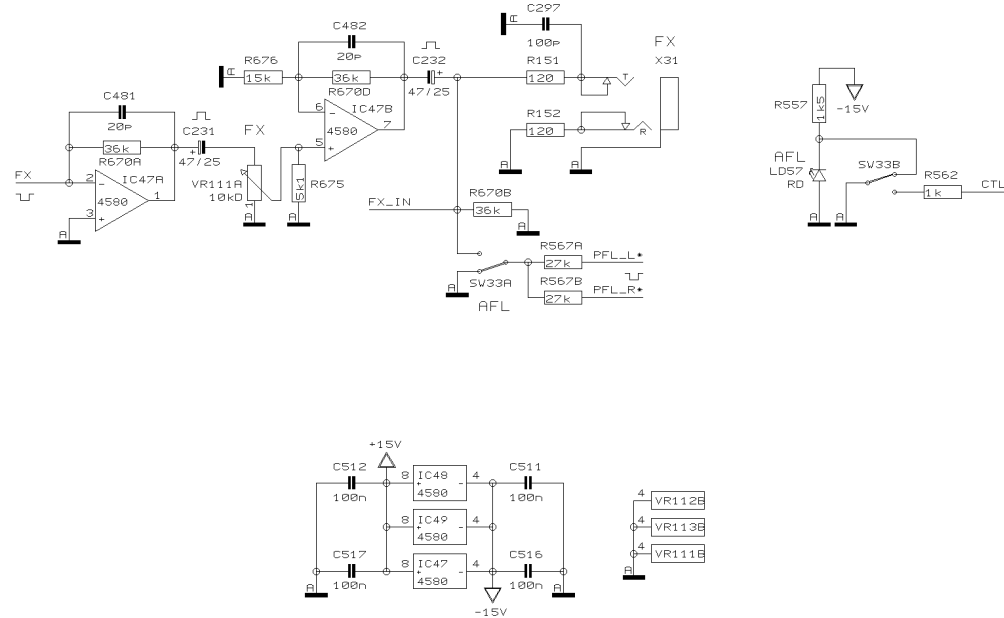 C297
A
100p
FX
X31
C482
20p
C232
47/25
R676
A
15k
36k
R670D
R151
120
T
6
IC47B
4580
7
5
R152
120
R
A
A
C481
20p
C231
47/25
FX
36k
R670A
IC47A
FX
2
4580
1
3
A
VR111A
10kD
1
A
5k1
R675
A
FX_IN
R670B
36k
A
R567A
27k
PFL_L*
SW33A
A
R567B
27k
PFL_R*
AFL
R557
1k5
-15V
AFL
LD57
RD
SW33B
R562
1k
CTL
A
A
+15V
C512
100n
8
IC48
4
4580
C511
100n
8
IC49
4
4580
C517
100n
8
IC47
4
4580
C516
100n
A
A
-15V
4
VR112B
4
VR113B
4
VR111B
A